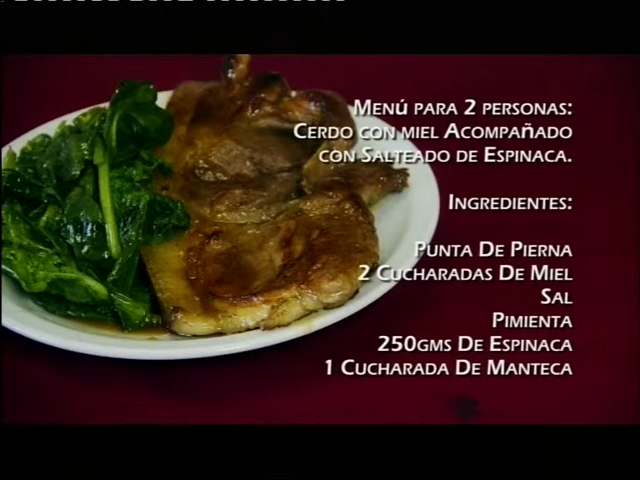 Menú para 2 personas:
Cerdo con miel Acompañado
con Salteado de Espinaca.
Ingredientes:
Punta De Pierna
2 Cucharadas De Miel
Sal
Pimienta
250gms De Espinaca
1 Cucharada De Manteca